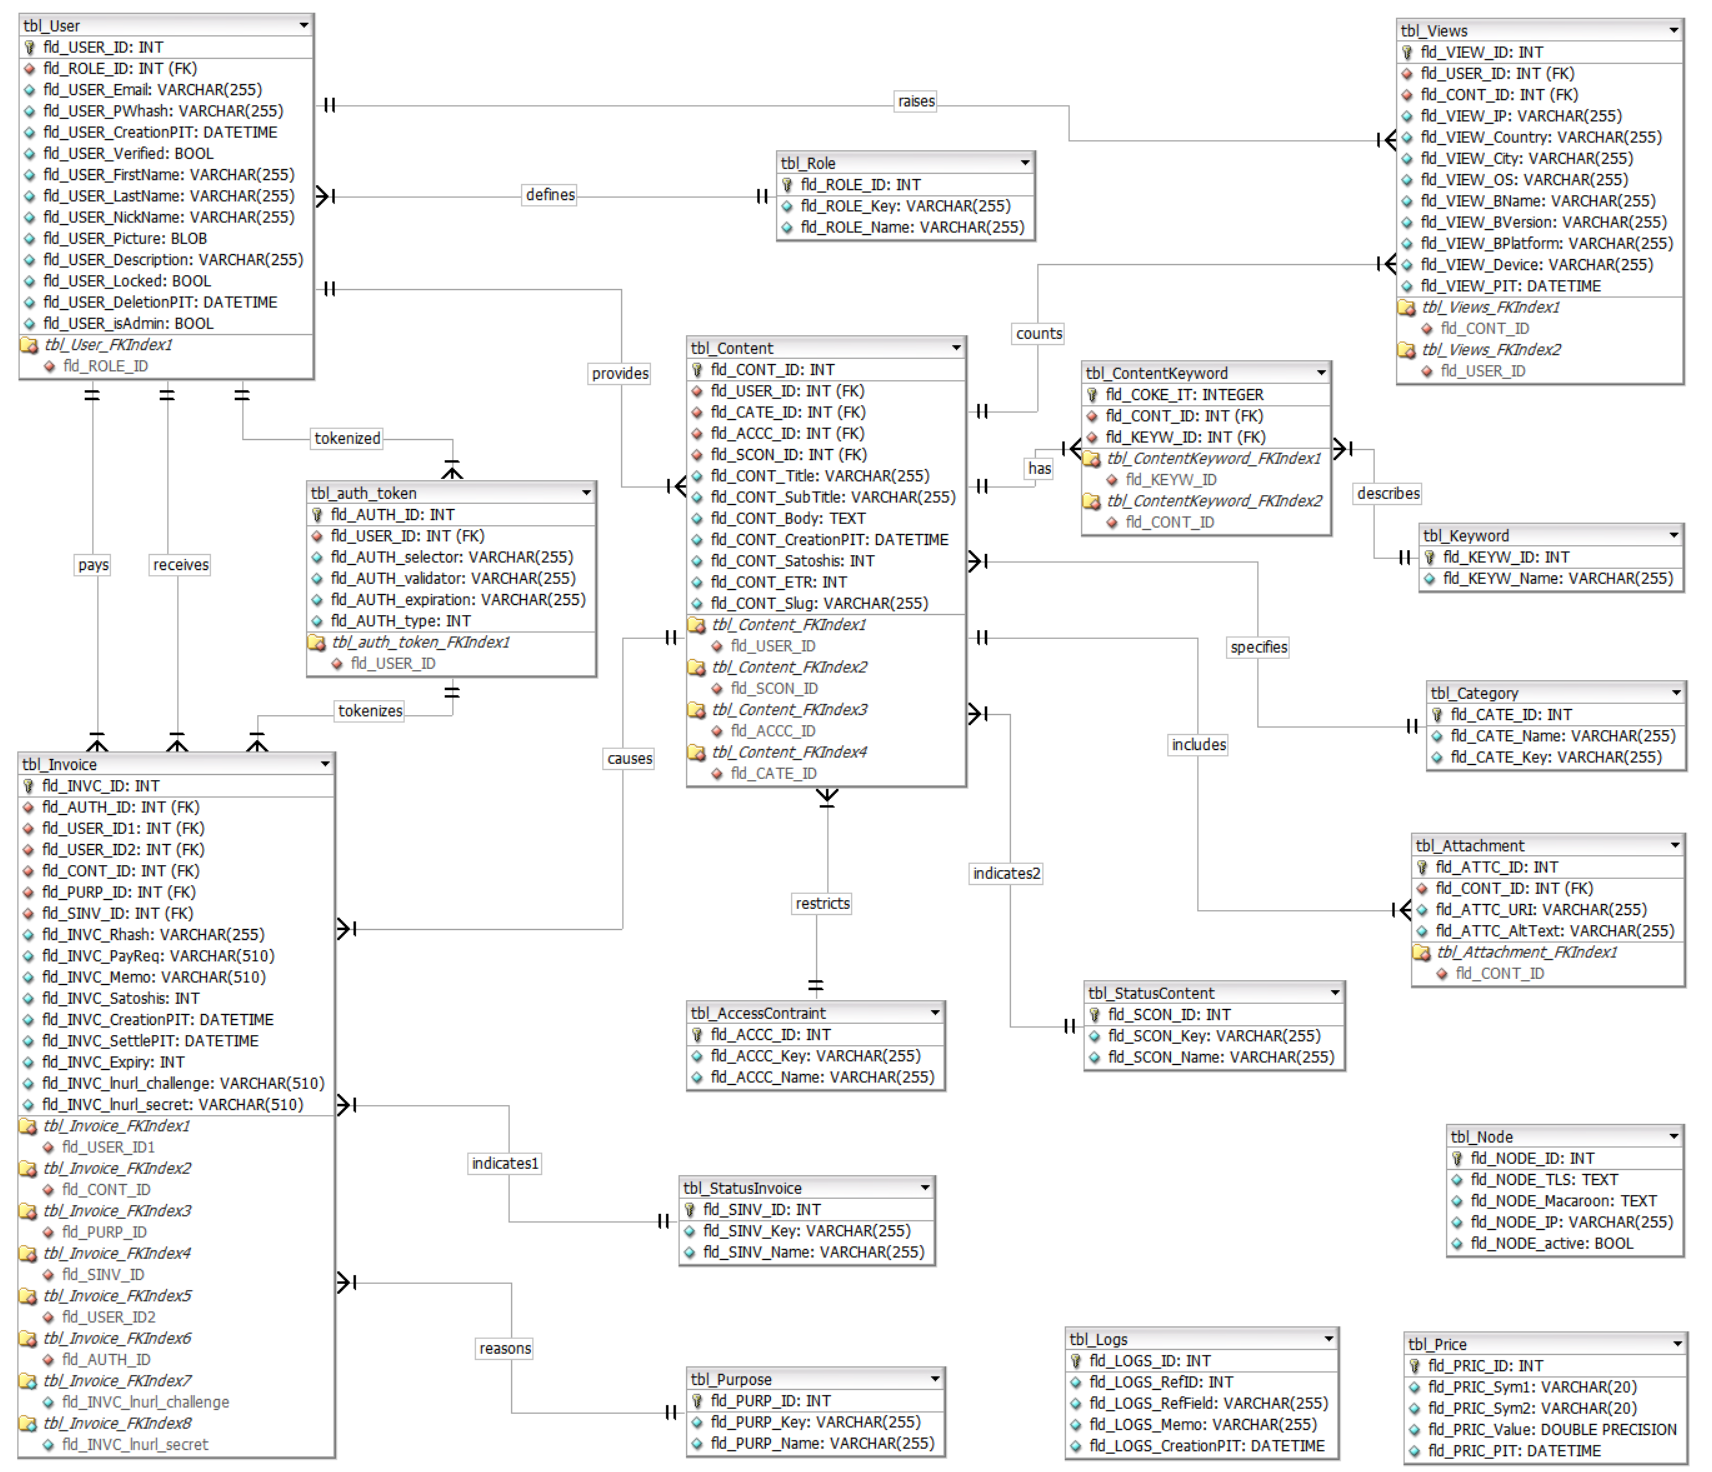 tbl_User
fld_USER_ID: INT
fld_ROLE_ID: INT (FK)
fld_USER_Email: VARCHAR(255)
fld_USER_PWhash: VARCHAR(255)
fld_USER_CreationPIT: DATETIME
fld_USER_Verified: BOOL
fld_USER_FirstName: VARCHAR(255)
fld_USER_LastName: VARCHAR(255)
fld_USER_NickName: VARCHAR(255)
fld_USER_Picture: BLOB
fld_USER_Description: VARCHAR(255)
fld_USER_Locked: BOOL
fld_USER_DeletionPIT: DATETIME
fld_USER_isAdmin: BOOL
tbl_User_FKIndex1
fld_ROLE_ID
raises
defines
provides
tbl_Role
fld_ROLE_ID: INT
fld_ROLE_Key: VARCHAR(255)
fld_ROLE_Name: VARCHAR(255)
tbl_Views
fld_VIEW_ID: INT
fld_USER_ID: INT (FK)
fld_CONT_ID: INT (FK)
fld_VIEW_IP: VARCHAR(255)
fld_VIEW_Country: VARCHAR(255)
fld_VIEW_City: VARCHAR(255)
fld_VIEW_OS: VARCHAR(255)
fld_VIEW_BName: VARCHAR(255)
fld_VIEW_BVersion: VARCHAR(255)
fld_VIEW_BPlatform: VARCHAR(255)
fld_VIEW_Device: VARCHAR(255)
fld_VIEW_PIT: DATETIME
tbl_Views_FKIndex1
fld_CONT_ID
tbl_Views_FKIndex2
fld_USER_ID
counts
tbl_Content
fld_CONT_ID: INT
fld_USER_ID: INT (FK)
fld_CATE_ID: INT (FK)
fld_ACCC_ID: INT (FK)
fld_SCON_ID: INT (FK)
fld_CONT_Title: VARCHAR(255)
fld_CONT_SubTitle: VARCHAR(255)
fld_CONT_Body: TEXT
fld_CONT_CreationPIT: DATETIME
fld_CONT_Satoshis: INT
fld_CONT_ETR: INT
fld_CONT_Slug: VARCHAR(255)
tbl_Content_FKIndex1
fld_USER_ID
tbl_Content_FKIndex2
fld_SCON_ID
tbl_Content_FKIndex3
fld_ACCC_ID
tbl_Content_FKIndex4
fld_CATE_ID
has
tbl_ContentKeyword
fld_COKE_IT: INTEGER
fld_CONT_ID: INT (FK)
fld_KEYW_ID: INT (FK)
tbl_ContentKeyword_FKIndex1
fld_KEYW_ID
tbl_ContentKeyword_FKIndex2
fld_CONT_ID
describes
tbl_Keyword
fld_KEYW_ID: INT
fld_KEYW_Name: VARCHAR(255)
tokenized
tbl_auth_token
fld_AUTH_ID: INT
fld_USER_ID: INT (FK)
fld_AUTH_selector: VARCHAR(255)
fld_AUTH_validator: VARCHAR(255)
fld_AUTH_expiration: VARCHAR(255)
fld_AUTH_type: INT
tbl_auth_token_FKIndex1
fld_USER_ID
pays
receives
tokenizes
causes
specifies
includes
tbl_Category
fld_CATE_ID: INT
fld_CATE_Name: VARCHAR(255)
fld_CATE_Key: VARCHAR(255)
tbl_Invoice
fld_INVC_ID: INT
fld_AUTH_ID: INT (FK)
fld_USER_ID1: INT (FK)
fld_USER_ID2: INT (FK)
fld_CONT_ID: INT (FK)
fld_PURP_ID: INT (FK)
fld_SINV_ID: INT (FK)
fld_INVC_Rhash: VARCHAR(255)
fld_INVC_PayReq: VARCHAR(510)
fld_INVC_Memo: VARCHAR(510)
fld_INVC_Satoshis: INT
fld_INVC_CreationPIT: DATETIME
fld_INVC_SettlePIT: DATETIME
fld_INVC_Expiry: INT
fld_INVC_lnurl_challenge: VARCHAR(510)
fld_INVC_lnurl_secret: VARCHAR(510)
tbl_Invoice_FKIndex1
fld_USER_ID1
tbl_Invoice_FKIndex2
fld_CONT_ID
tbl_Invoice_FKIndex3
fld_PURP_ID
tbl_Invoice_FKIndex4
fld_SINV_ID
tbl_Invoice_FKIndex5
fld_USER_ID2
tbl_Invoice_FKIndex6
fld_AUTH_ID
tbl_Invoice_FKIndex7
fld_INVC_lnurl_challenge
tbl_Invoice_FKIndex8
fld_INVC_lnurl_secret
restricts
indicates2
tbl_Attachment
fld_ATTC_ID: INT
fld_CONT_ID: INT (FK)
fld_ATTC_URI: VARCHAR(255)
fld_ATTC_AltText: VARCHAR(255)
tbl_Attachment_FKIndex1
fld_CONT_ID
tbl_AccessContraint
fld_ACCC_ID: INT
fld_ACCC_Key: VARCHAR(255)
fld_ACCC_Name: VARCHAR(255)
tbl_StatusContent
fld_SCON_ID: INT
fld_SCON_Key: VARCHAR(255)
fld_SCON_Name: VARCHAR(255)
indicates1
tbl_StatusInvoice
fld_SINV_ID: INT
fld_SINV_Key: VARCHAR(255)
fld_SINV_Name: VARCHAR(255)
tbl_Node
fld_NODE_ID: INT
fld_NODE_TLS: TEXT
fld_NODE_Macaroon: TEXT
fld_NODE_IP: VARCHAR(255)
fld_NODE_active: BOOL
reasons
tbl_Purpose
fld_PURP_ID: INT
fld_PURP_Key: VARCHAR(255)
fld_PURP_Name: VARCHAR(255)
tbl_Logs
fld_LOGS_ID: INT
fld_LOGS_RefID: INT
fld_LOGS_RefField: VARCHAR(255)
fld_LOGS_Memo: VARCHAR(255)
fld_LOGS_CreationPIT: DATETIME
tbl_Price
fld_PRIC_ID: INT
fld_PRIC_Sym1: VARCHAR(20)
fld_PRIC_Sym2: VARCHAR(20)
fld_PRIC_Value: DOUBLE PRECISION
fld_PRIC_PIT: DATETIME